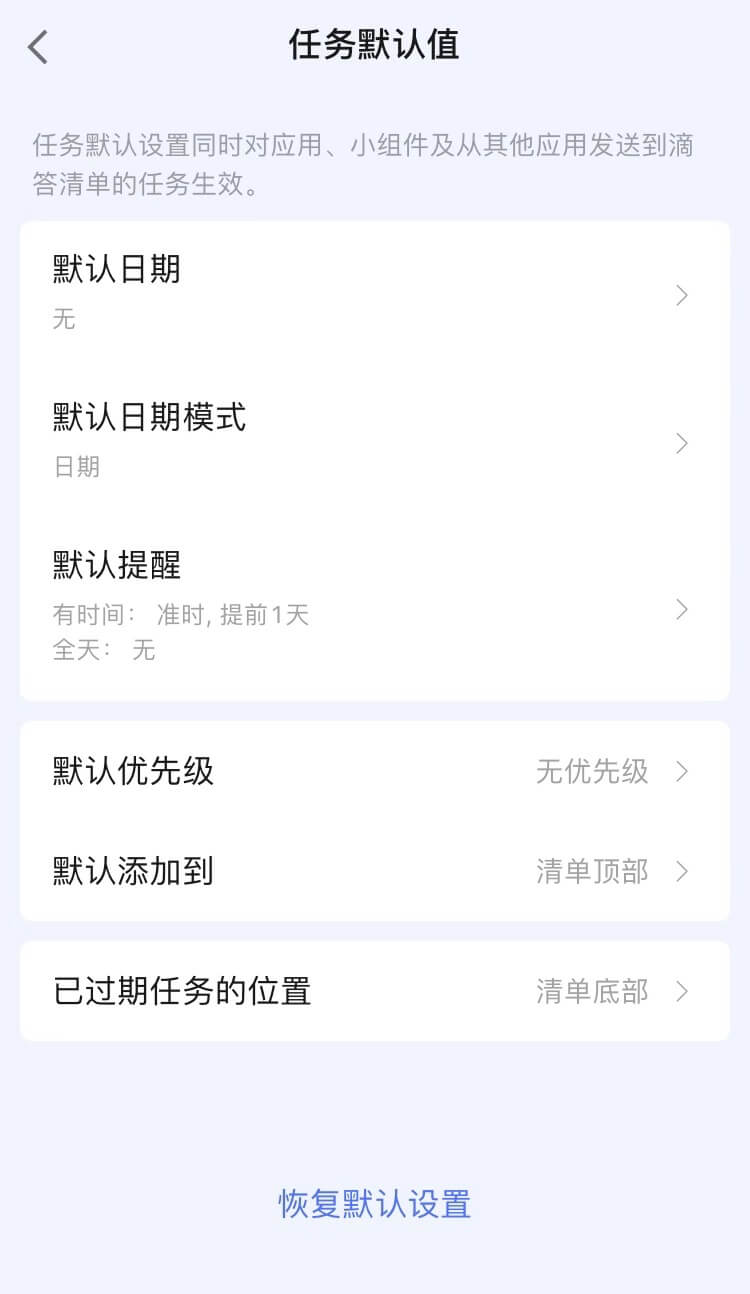 任务默认值
任务默认设置同时对应用、小组件及从其他应用发送到滴
答清单的任务生效。
默认日期
无
默认日期模式
日期
默认提醒
有时间： 准时, 提前1天
全天： 无
默认优先级 无优先级
默认添加到 清单顶部
已过期任务的位置 清单底部
恢复默认设置